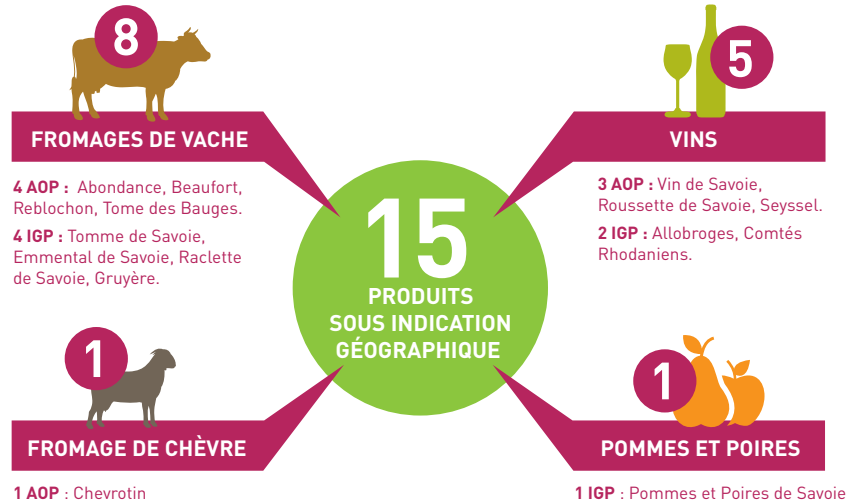 8
FROMAGES DE VACHE
4 AOP : Abondance, Beaufort,
Reblochon, Tome des Bauges.
4 IGP : Tomme de Savoie,
Emmental de Savoie, Raclette
de Savoie, Gruyère.
5
VINS
3 AOP : Vin de Savoie,
Roussette de Savoie, Seyssel.
2 IGP : Allobroges, Comtés
Rhodaniens.
15
PRODUITS
SOUS INDICATION
GÉOGRAPHIQUE
1
FROMAGE DE CHÈVRE
1 AOP : Chevrotin
1
POMMES ET POIRES
1 IGP : Pommes et Poires de Savoie